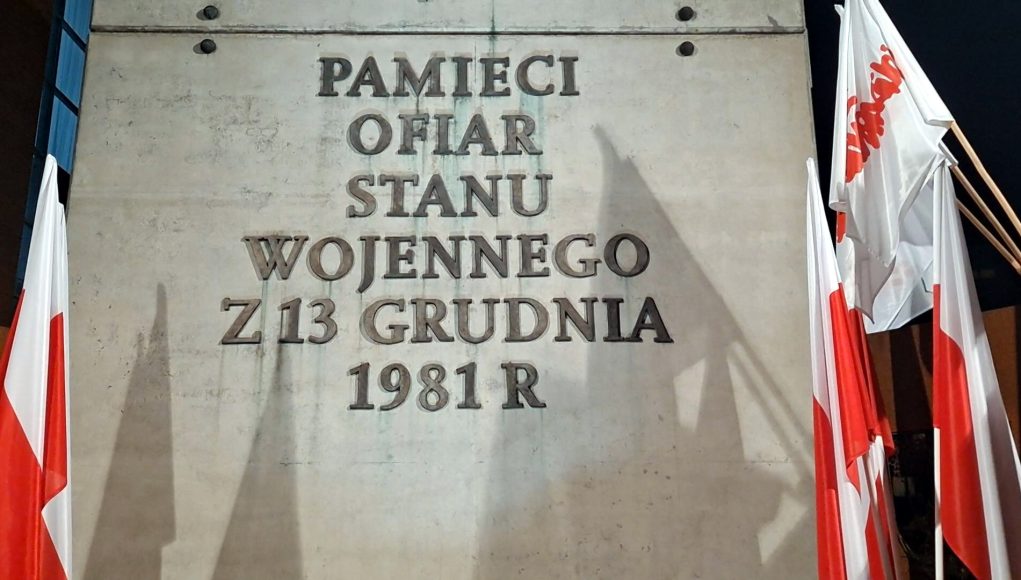 PAMIECI
OFIAR
STANU
WOJENNEGO
Z 13 GRUDNIA
1981 R